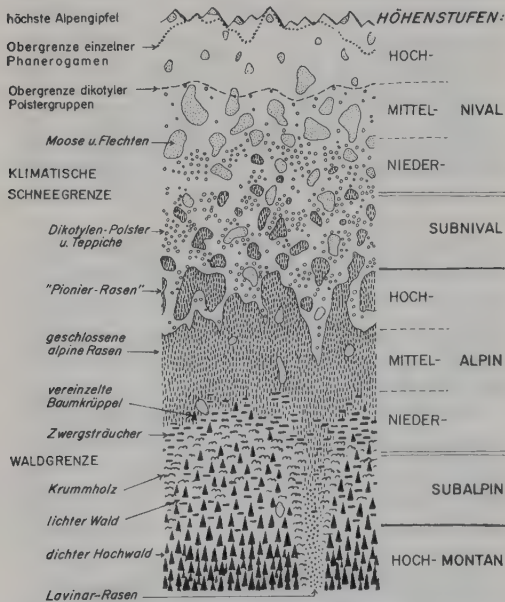 höchste Alpengipfel
HÖHENSTUFEN:
Obergrenze einzelner
Phanerogamen
HOCH-
Obergrenze dikotyler
Polstergruppen
MITTEL- NIVAL
Moose u. Flechten
NIEDER-
KLIMATISCHE
SCHNEEGRENZE
SUBNIVAL
Dikotylen-Polster
u. Teppiche
"Pionier-Rasen"
HOCH-
geschlossene
alpine Rasen
MITTEL- ALPIN
vereinzelte
Baumkrüppel
NIEDER-
Zwergsträucher
WALDGRENZE
Krummholz
SUBALPIN
lichter Wald
dichter Hochwald
HOCH- MONTAN
Lavinar-Rasen